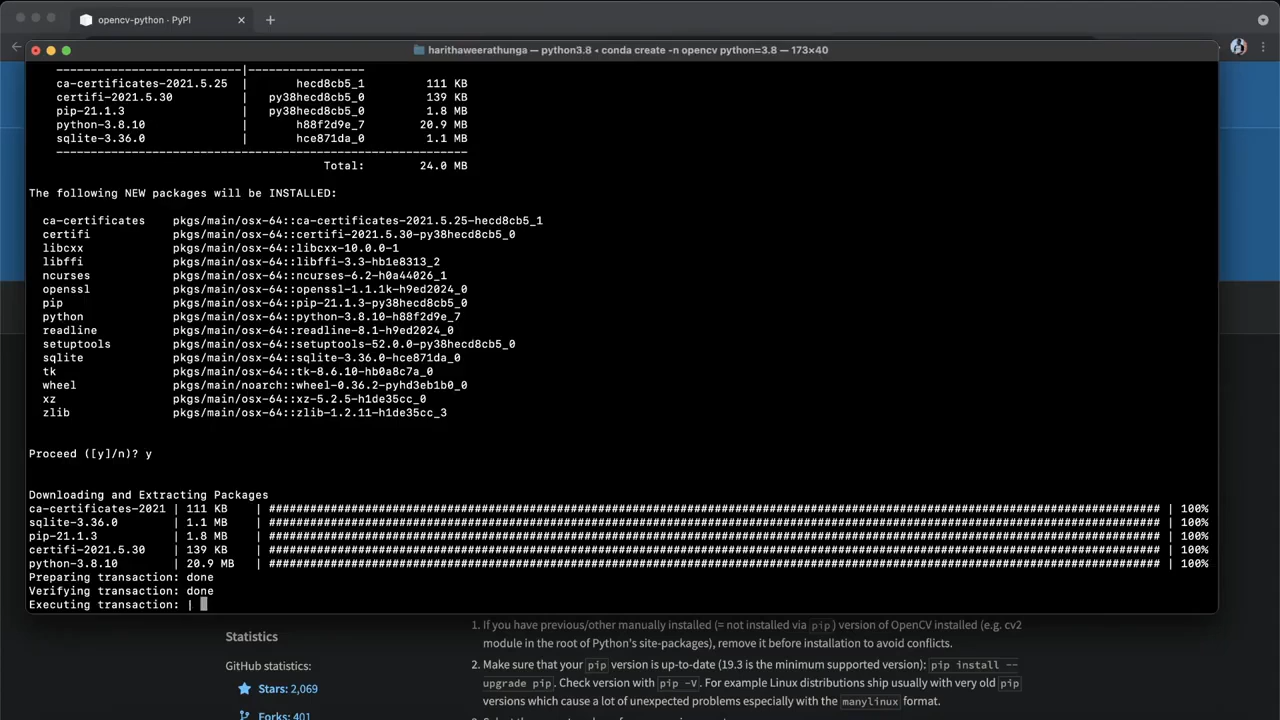 opencv-python · PyPI
harithaweerathunga — python3.8 • conda create -n opencv python=3.8 — 173×40
---------------------------|-----------------
ca-certificates-2021.5.25 | hecd8cb5_1 111 KB
certifi-2021.5.30 | py38hecd8cb5_0 139 KB
pip-21.1.3 | py38hecd8cb5_0 1.8 MB
python-3.8.10 | h88f2d9e_7 20.9 MB
sqlite-3.36.0 | hce871da_0 1.1 MB
------------------------------------------------------------
Total: 24.0 MB
The following NEW packages will be INSTALLED:
ca-certificates pkgs/main/osx-64::ca-certificates-2021.5.25-hecd8cb5_1
certifi pkgs/main/osx-64::certifi-2021.5.30-py38hecd8cb5_0
libcxx pkgs/main/osx-64::libcxx-10.0.0-1
libffi pkgs/main/osx-64::libffi-3.3-hb1e8313_2
ncurses pkgs/main/osx-64::ncurses-6.2-h0a44026_1
openssl pkgs/main/osx-64::openssl-1.1.1k-h9ed2024_0
pip pkgs/main/osx-64::pip-21.1.3-py38hecd8cb5_0
python pkgs/main/osx-64::python-3.8.10-h88f2d9e_7
readline pkgs/main/osx-64::readline-8.1-h9ed2024_0
setuptools pkgs/main/osx-64::setuptools-52.0.0-py38hecd8cb5_0
sqlite pkgs/main/osx-64::sqlite-3.36.0-hce871da_0
tk pkgs/main/osx-64::tk-8.6.10-hb0a8c7a_0
wheel pkgs/main/noarch::wheel-0.36.2-pyhd3eb1b0_0
xz pkgs/main/osx-64::xz-5.2.5-h1de35cc_0
zlib pkgs/main/osx-64::zlib-1.2.11-h1de35cc_3
Proceed ([y]/n)? y
Downloading and Extracting Packages
ca-certificates-2021 | 111 KB | ################################################################################################################################## | 100%
sqlite-3.36.0 | 1.1 MB | ################################################################################################################################## | 100%
pip-21.1.3 | 1.8 MB | ################################################################################################################################## | 100%
certifi-2021.5.30 | 139 KB | ################################################################################################################################## | 100%
python-3.8.10 | 20.9 MB | ################################################################################################################################## | 100%
Preparing transaction: done
Verifying transaction: done
Executing transaction: |
Statistics
GitHub statistics:
Stars: 2,069
Forks: 401
1. If you have previous/other manually installed (= not installed via pip) version of OpenCV installed (e.g. cv2
module in the root of Python's site-packages), remove it before installation to avoid conflicts.
2. Make sure that your pip version is up-to-date (19.3 is the minimum supported version): pip install --
upgrade pip. Check version with pip -V. For example Linux distributions ship usually with very old pip
versions which cause a lot of unexpected problems especially with the manylinux format.